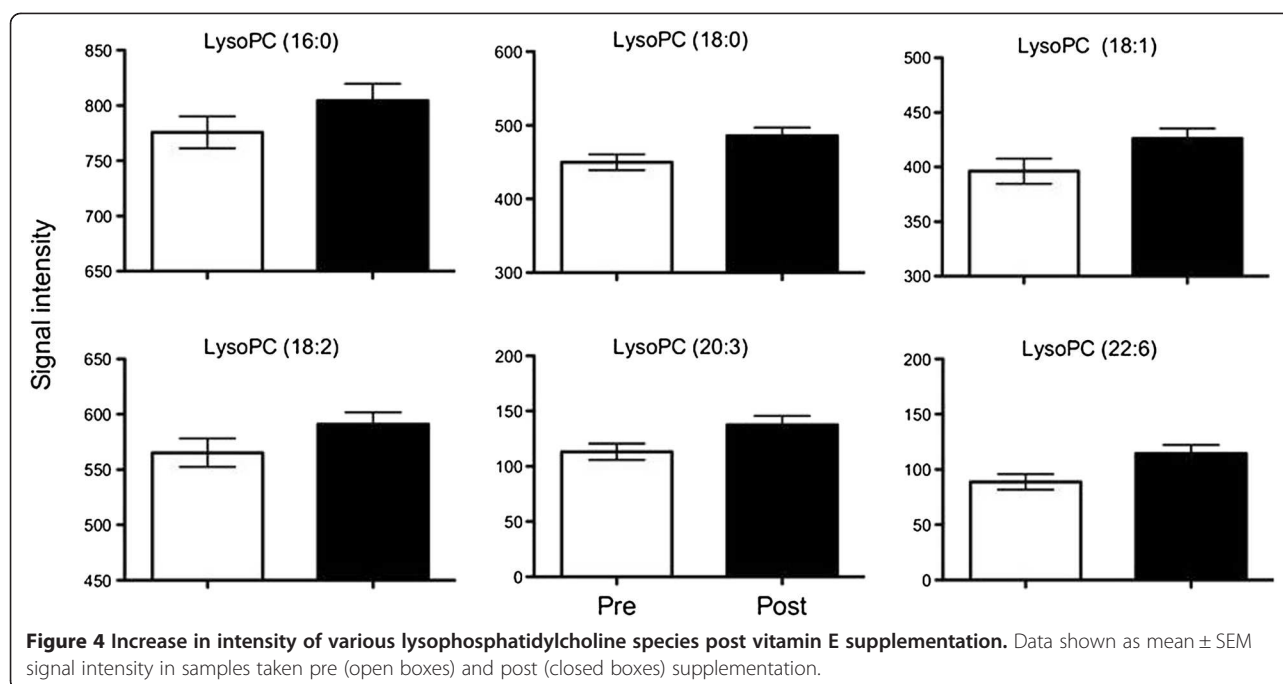 LysoPC (16:0)
850
800
750
700
650
LysoPC (18:0)
600
500
400
300
LysoPC (18:1)
500
450
400
350
300
Signal intensity
LysoPC (18:2)
650
600
550
500
450
LysoPC (20:3)
200
150
100
50
0
Pre Post
LysoPC (22:6)
200
150
100
50
0
Figure 4 Increase in intensity of various lysophosphatidylcholine species post vitamin E supplementation. Data shown as mean ± SEM
signal intensity in samples taken pre (open boxes) and post (closed boxes) supplementation.